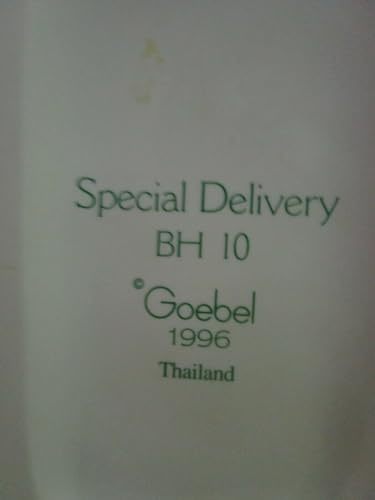 Special Delivery
BH 10
©Goebel
1996
Thailand